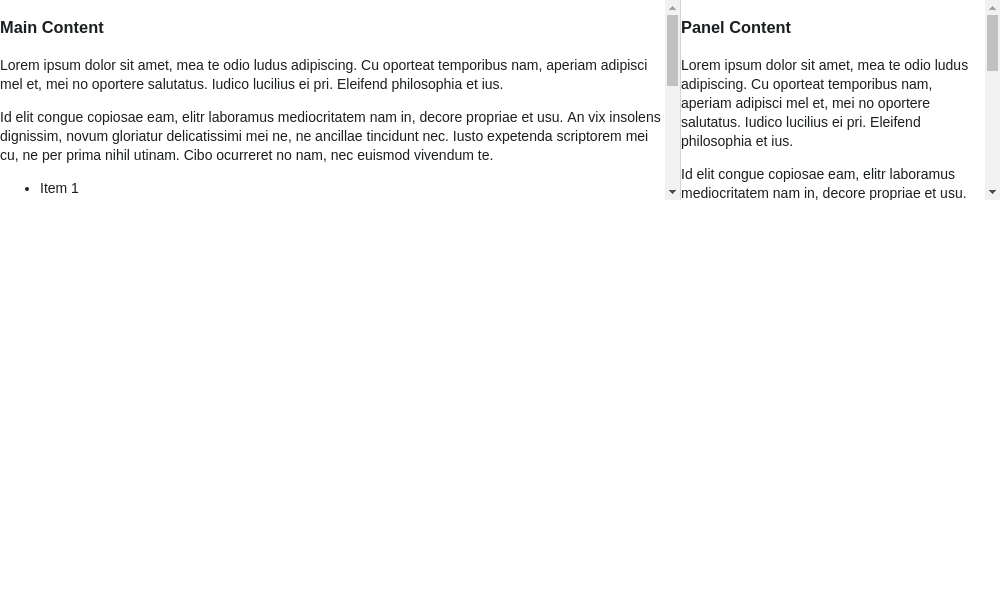 Main Content
Lorem ipsum dolor sit amet, mea te odio ludus adipiscing. Cu oporteat temporibus nam, aperiam adipisci
mel et, mei no oportere salutatus. Iudico lucilius ei pri. Eleifend philosophia et ius.
Id elit congue copiosae eam, elitr laboramus mediocritatem nam in, decore propriae et usu. An vix insolens
dignissim, novum gloriatur delicatissimi mei ne, ne ancillae tincidunt nec. Iusto expetenda scriptorem mei
cu, ne per prima nihil utinam. Cibo ocurreret no nam, nec euismod vivendum te.
• Item 1
Panel Content
Lorem ipsum dolor sit amet, mea te odio ludus
adipiscing. Cu oporteat temporibus nam,
aperiam adipisci mel et, mei no oportere
salutatus. Iudico lucilius ei pri. Eleifend
philosophia et ius.
Id elit congue copiosae eam, elitr laboramus
mediocritatem nam in, decore propriae et usu.